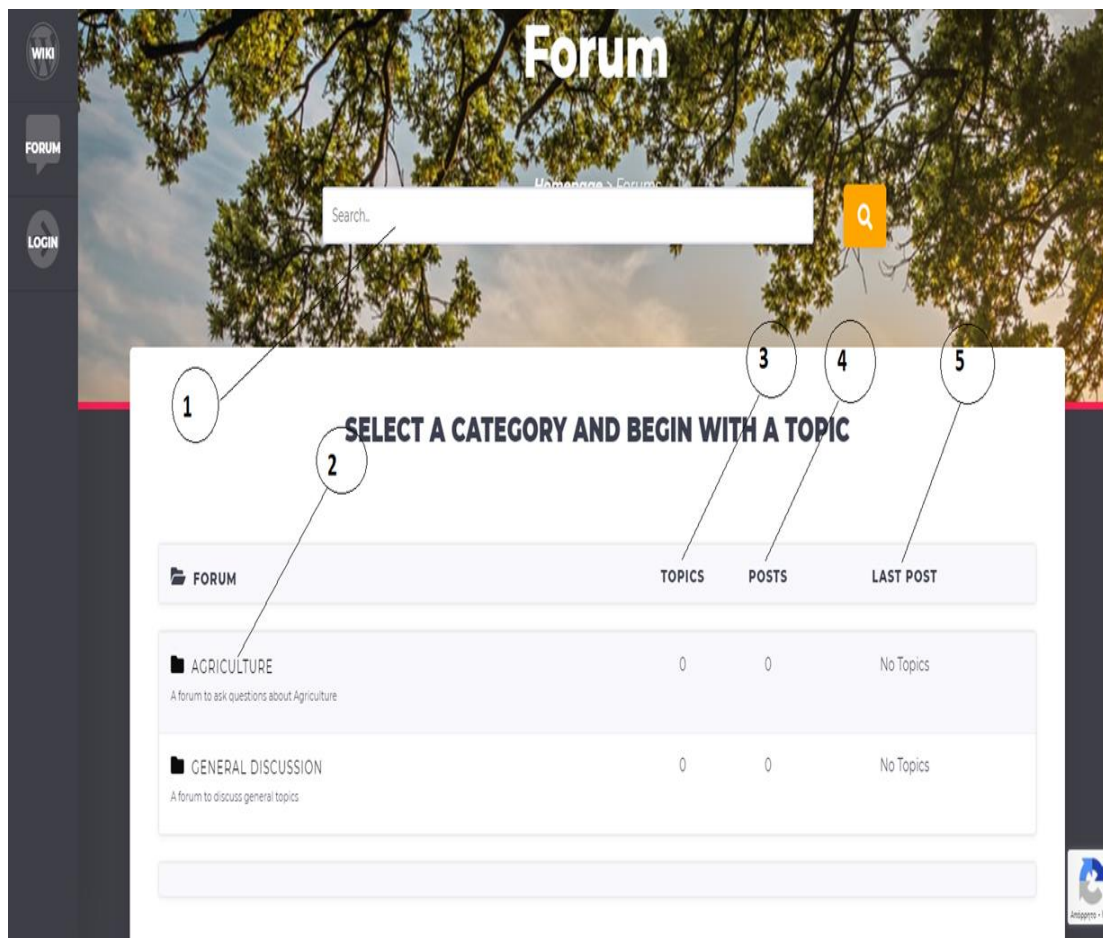 WIKI
FORUM
LOGIN
Forum
Homepage > Forums
Search..
1
2
3
4
5
SELECT A CATEGORY AND BEGIN WITH A TOPIC
FORUM TOPICS POSTS LAST POST
AGRICULTURE 0 0 No Topics
A forum to ask questions about Agriculture
GENERAL DISCUSSION 0 0 No Topics
A forum to discuss general topics
Απόρρητο -